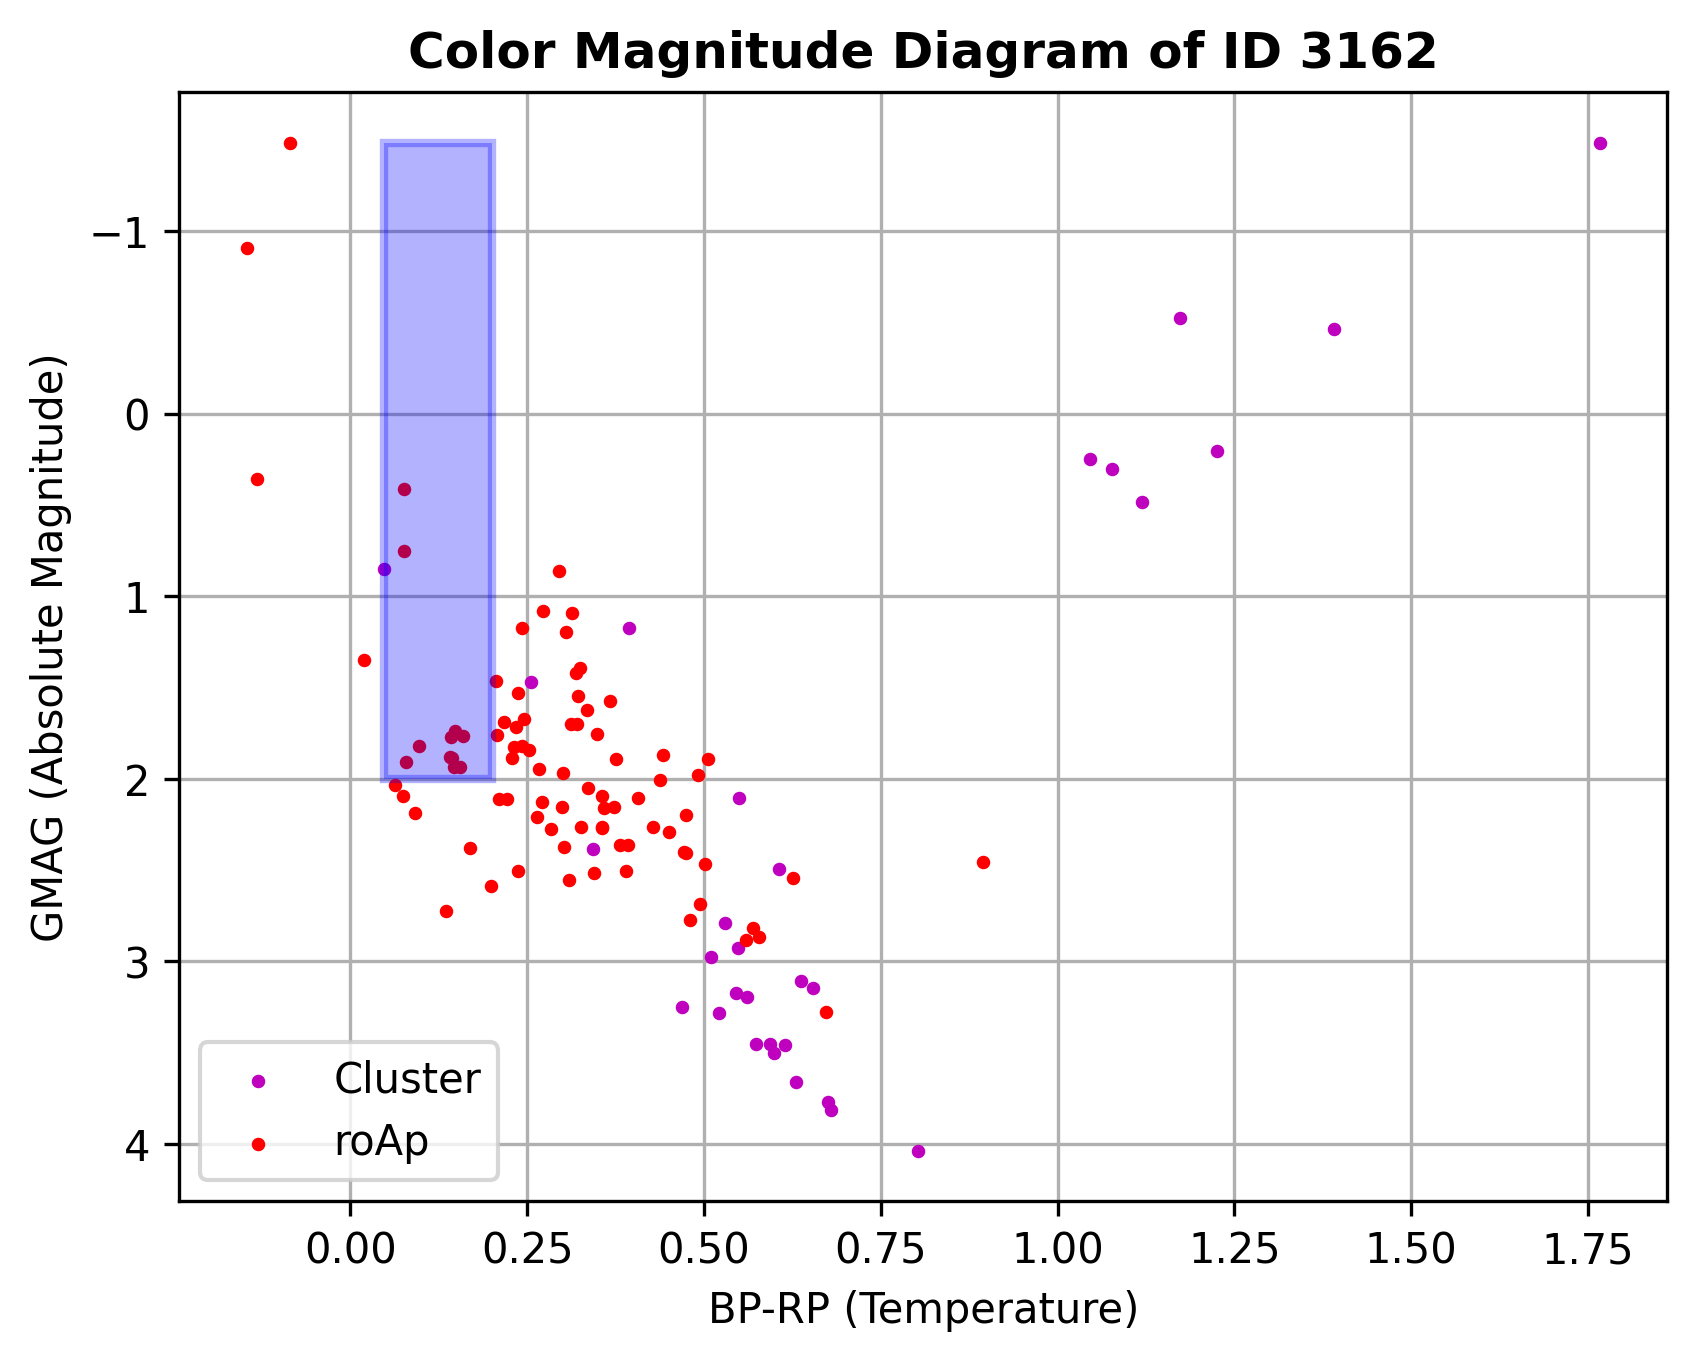 Color Magnitude Diagram of ID 3162
GMAG (Absolute Magnitude)
−1
0
1
2
3
4
Cluster
roAp
0.00 0.25 0.50 0.75 1.00 1.25 1.50 1.75
BP-RP (Temperature)